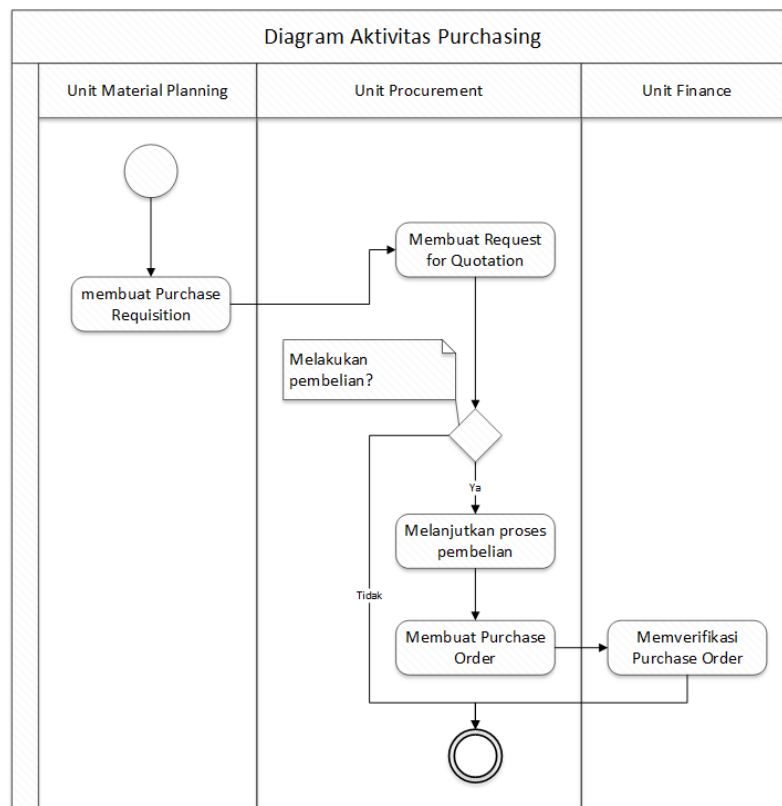 Diagram Aktivitas Purchasing
Unit Material Planning
Unit Procurement
Unit Finance
Membuat Request
for Quotation
membuat Purchase
Requisition
Melakukan
pembelian?
Ya
Melanjutkan proses
pembelian
Tidak
Membuat Purchase
Order
Memverifikasi
Purchase Order